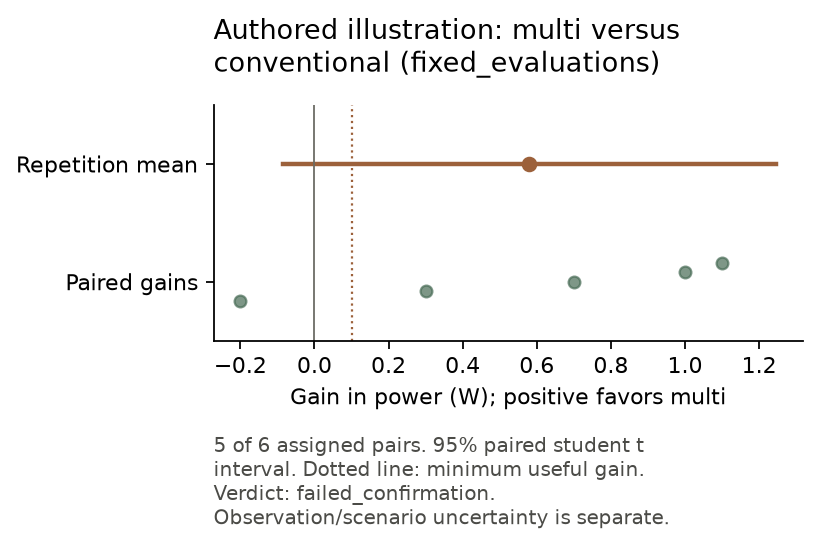 Authored illustration: multi versus
conventional (fixed_evaluations)
Repetition mean
Paired gains
−0.2 0.0 0.2 0.4 0.6 0.8 1.0 1.2
Gain in power (W); positive favors multi
5 of 6 assigned pairs. 95% paired student t
interval. Dotted line: minimum useful gain.
Verdict: failed_confirmation.
Observation/scenario uncertainty is separate.